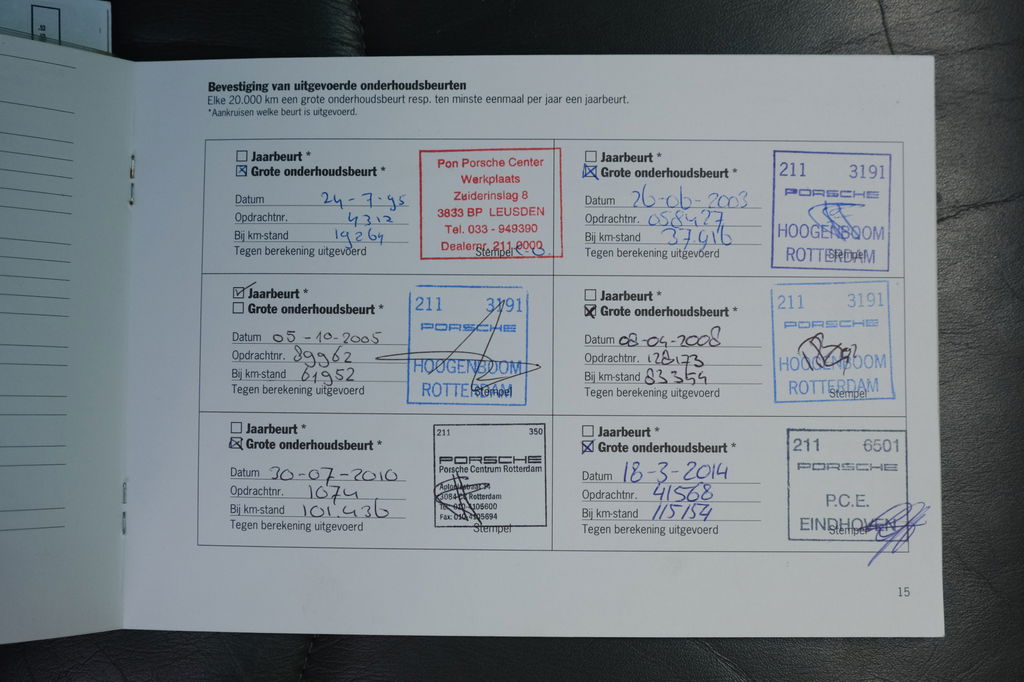 Bevestiging van uitgevoerde onderhoudsbeurten
Elke 20.000 km een grote onderhoudsbeurt resp. ten minste eenmaal per jaar een jaarbeurt.
*Aankruisen welke beurt is uitgevoerd.
Jaarbeurt *
Grote onderhoudsbeurt *
Datum 24-7-95
Opdrachtnr. 4312
Bij km-stand 19264
Tegen berekening uitgevoerd
Pon Porsche Center
Werkplaats
Zuiderinslag 8
3833 BP LEUSDEN
Tel. 033 - 949390
Dealernr. 211.0000
Stempel
Jaarbeurt *
Grote onderhoudsbeurt *
Datum 26-06-2003
Opdrachtnr. 058427
Bij km-stand 37.416
Tegen berekening uitgevoerd
211 3191
PORSCHE
HOOGENBOOM
ROTTERDAM
Stempel
Jaarbeurt *
Grote onderhoudsbeurt *
Datum 05-10-2005
Opdrachtnr. 89962
Bij km-stand 61952
Tegen berekening uitgevoerd
211 3191
PORSCHE
HOOGENBOOM
ROTTERDAM
Stempel
Jaarbeurt *
Grote onderhoudsbeurt *
Datum 08-04-2008
Opdrachtnr. 128173
Bij km-stand 83354
Tegen berekening uitgevoerd
211 3191
PORSCHE
HOOGENBOOM
ROTTERDAM
Stempel
Jaarbeurt *
Grote onderhoudsbeurt *
Datum 30-07-2010
Opdrachtnr. 1074
Bij km-stand 101.436
Tegen berekening uitgevoerd
211 350
PORSCHE
Porsche Centrum Rotterdam
Rotterdam
Stempel
Jaarbeurt *
Grote onderhoudsbeurt *
Datum 18-3-2014
Opdrachtnr. 41568
Bij km-stand 115154
Tegen berekening uitgevoerd
211 6501
PORSCHE
P.C.E.
EINDHOVEN
Stempel
15